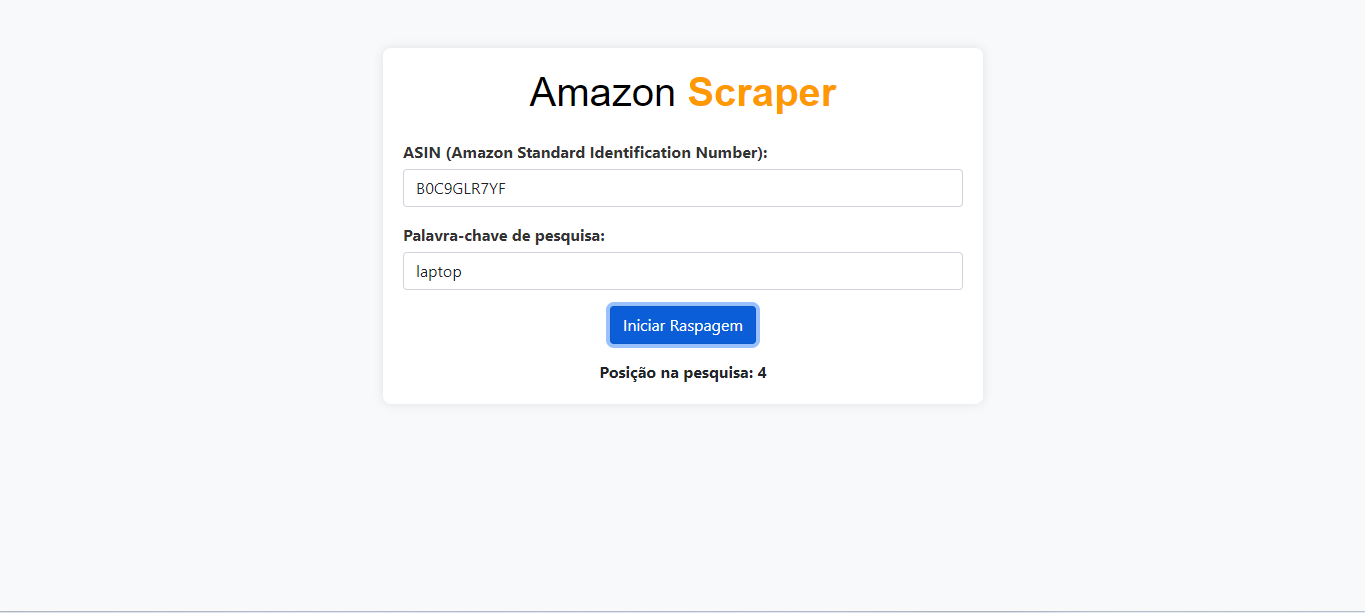 Amazon Scraper
ASIN (Amazon Standard Identification Number):
B0C9GLR7YF
Palavra-chave de pesquisa:
laptop
Iniciar Raspagem
Posição na pesquisa: 4